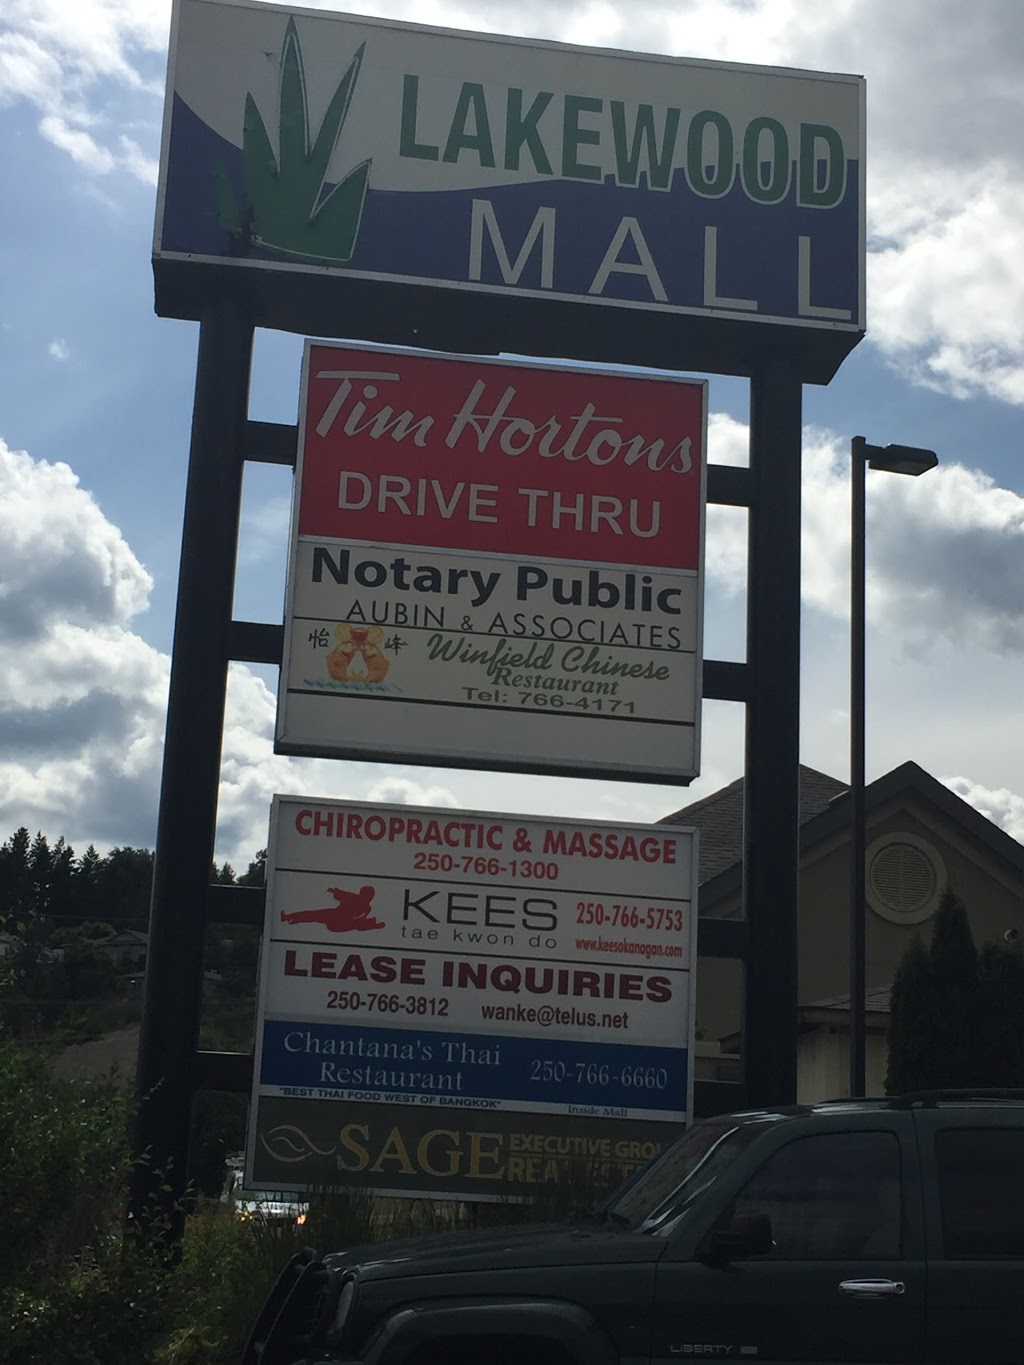 LAKEWOOD
MALL
Tim Hortons
DRIVE THRU
Notary Public
AUBIN & ASSOCIATES
怡 峰
Winfield Chinese
Restaurant
Tel: 766-4171
CHIROPRACTIC & MASSAGE
250-766-1300
KEES
tae kwon do
250-766-5753
www.keesokanagan.com
LEASE INQUIRIES
250-766-3812 wanke@telus.net
Chantana's Thai
Restaurant
250-766-6660
"BEST THAI FOOD WEST OF BANGKOK"
Inside Mall
SAGE
EXECUTIVE
LIBERTY